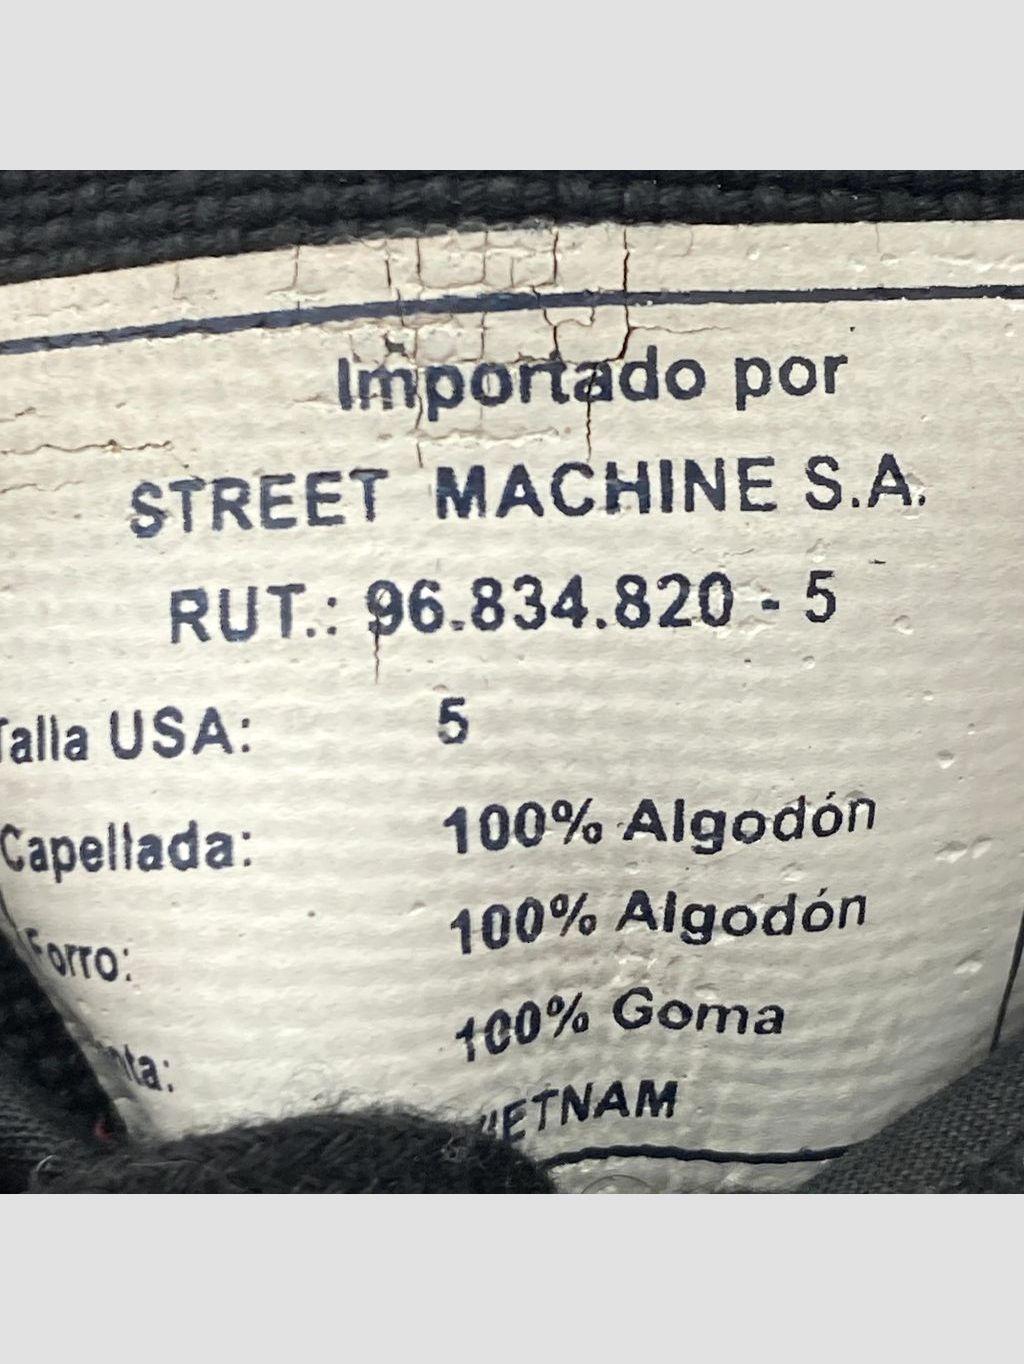 Importado por
STREET MACHINE S.A.
RUT.: 96.834.820 - 5
Talla USA: 5
Capellada: 100% Algodón
Forro: 100% Algodón
100% Goma
VIETNAM